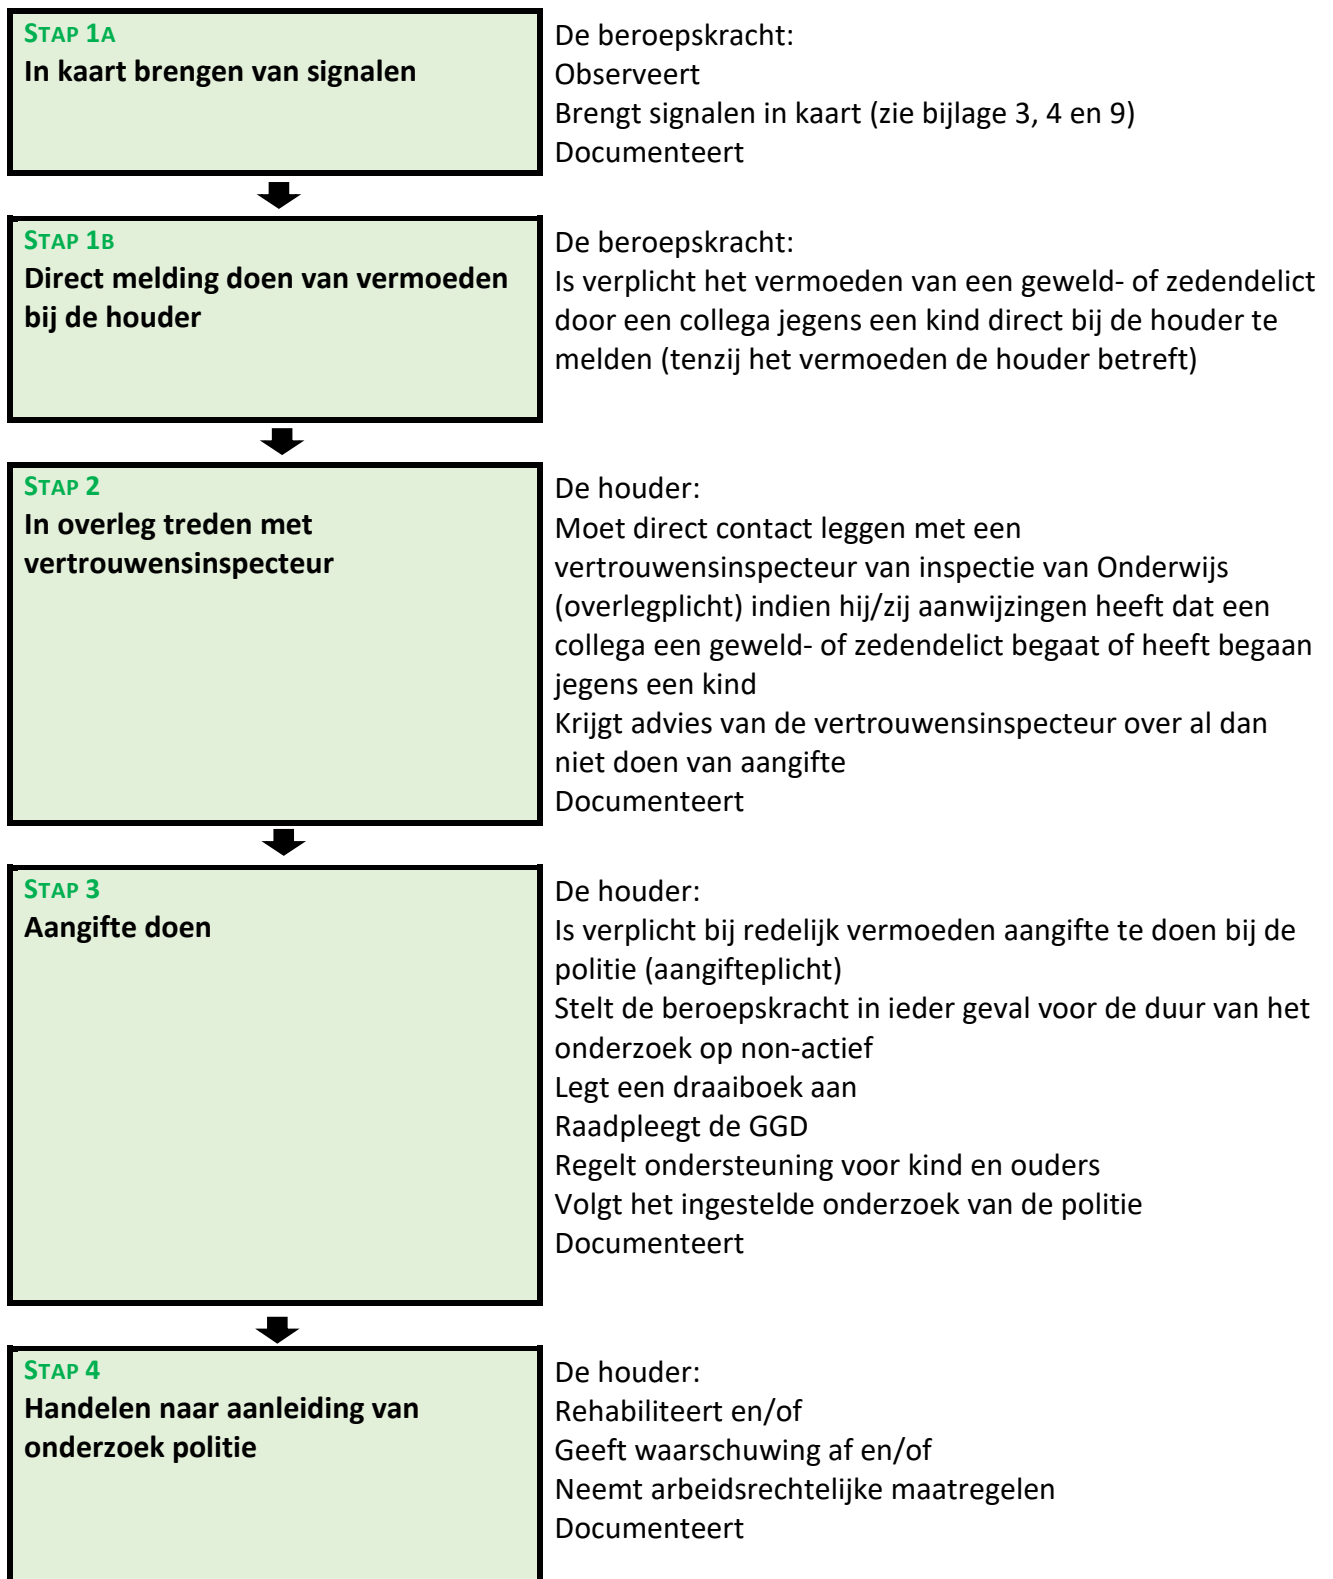 STAP 1A
In kaart brengen van signalen
De beroepskracht:
Observeert
Brengt signalen in kaart (zie bijlage 3, 4 en 9)
Documenteert
STAP 1B
Direct melding doen van vermoeden
bij de houder
De beroepskracht:
Is verplicht het vermoeden van een geweld- of zedendelict
door een collega jegens een kind direct bij de houder te
melden (tenzij het vermoeden de houder betreft)
STAP 2
In overleg treden met
vertrouwensinspecteur
De houder:
Moet direct contact leggen met een
vertrouwensinspecteur van inspectie van Onderwijs
(overlegplicht) indien hij/zij aanwijzingen heeft dat een
collega een geweld- of zedendelict begaat of heeft begaan
jegens een kind
Krijgt advies van de vertrouwensinspecteur over al dan
niet doen van aangifte
Documenteert
STAP 3
Aangifte doen
De houder:
Is verplicht bij redelijk vermoeden aangifte te doen bij de
politie (aangifteplicht)
Stelt de beroepskracht in ieder geval voor de duur van het
onderzoek op non-actief
Legt een draaiboek aan
Raadpleegt de GGD
Regelt ondersteuning voor kind en ouders
Volgt het ingestelde onderzoek van de politie
Documenteert
STAP 4
Handelen naar aanleiding van
onderzoek politie
De houder:
Rehabiliteert en/of
Geeft waarschuwing af en/of
Neemt arbeidsrechtelijke maatregelen
Documenteert